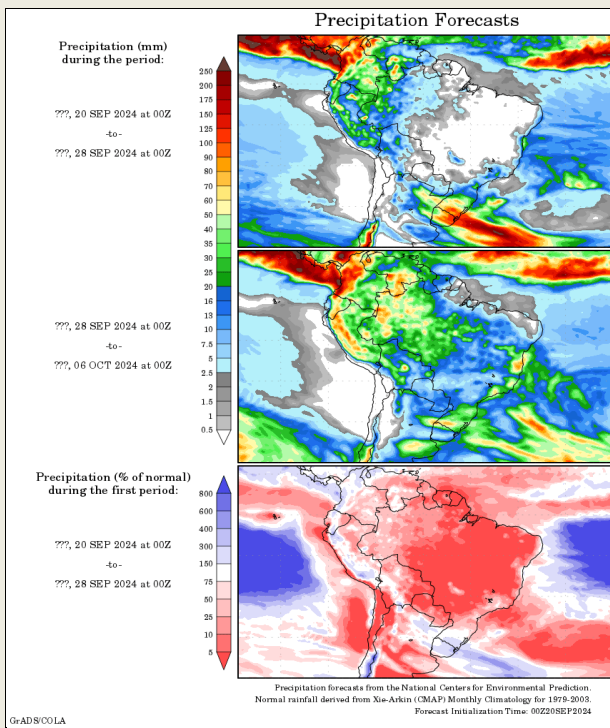 Precipitation Forecasts
Precipitation (mm)
during the period:
???, 20 SEP 2024 at 00Z
-to-
???, 28 SEP 2024 at 00Z
250
200
175
150
125
100
90
80
70
60
50
40
35
30
25
20
16
13
10
7.5
5
2.5
2
1.5
1
0.5
???, 28 SEP 2024 at 00Z
-to-
???, 06 OCT 2024 at 00Z
Precipitation (% of normal)
during the first period:
???, 20 SEP 2024 at 00Z
-to-
???, 28 SEP 2024 at 00Z
800
600
400
300
150
75
50
25
10
5
Precipitation forecasts from the National Centers for Environmental Prediction.
Normal rainfall derived from Xie-Arkin (CMAP) Monthly Climatology for 1979-2003.
Forecast Initialization Time: 00Z20SEP2024
GrADS/COLA